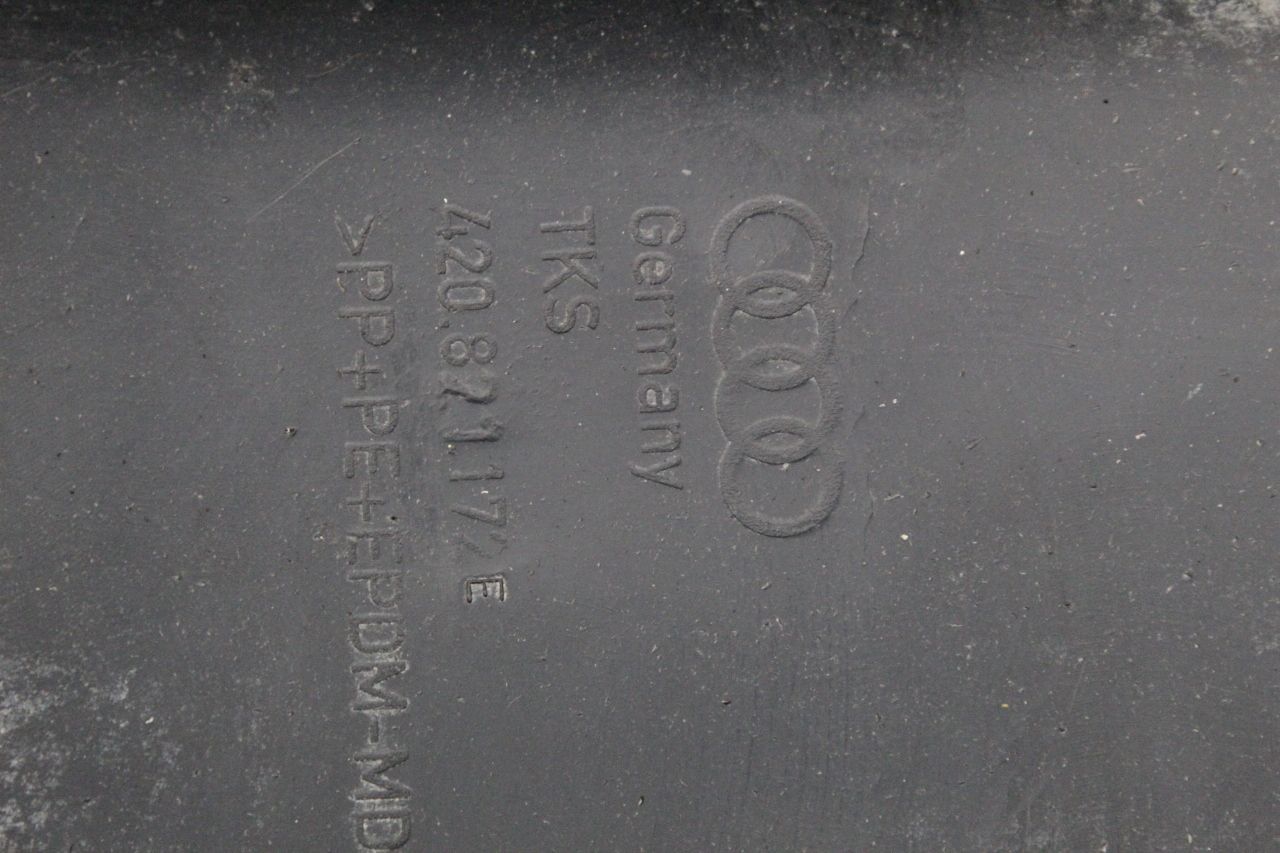 Germany
TKS
420.821.172 E
>PP+PE+EPDM-MD